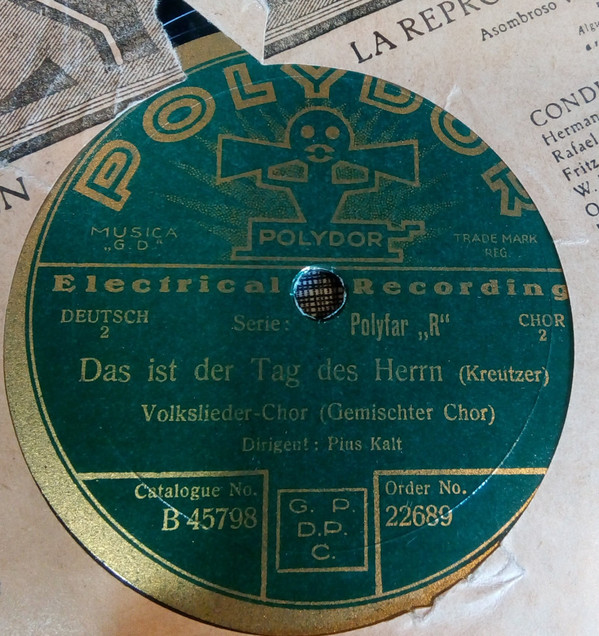 LA REPRO
Asombroso
CONDE
Herman
Rafael
Fritz
W.
N
POLYDOR
MUSICA
„G.D."
POLYDOR
TRADE MARK
REG.
Electrical Recording
DEUTSCH
2
Serie: Polyfar „R"
CHOR
2
Das ist der Tag des Herrn (Kreutzer)
Volkslieder-Chor (Gemischter Chor)
Dirigent: Pius Kalt
Catalogue No.
B 45798
G. P.
D.P.
C.
Order No.
22689